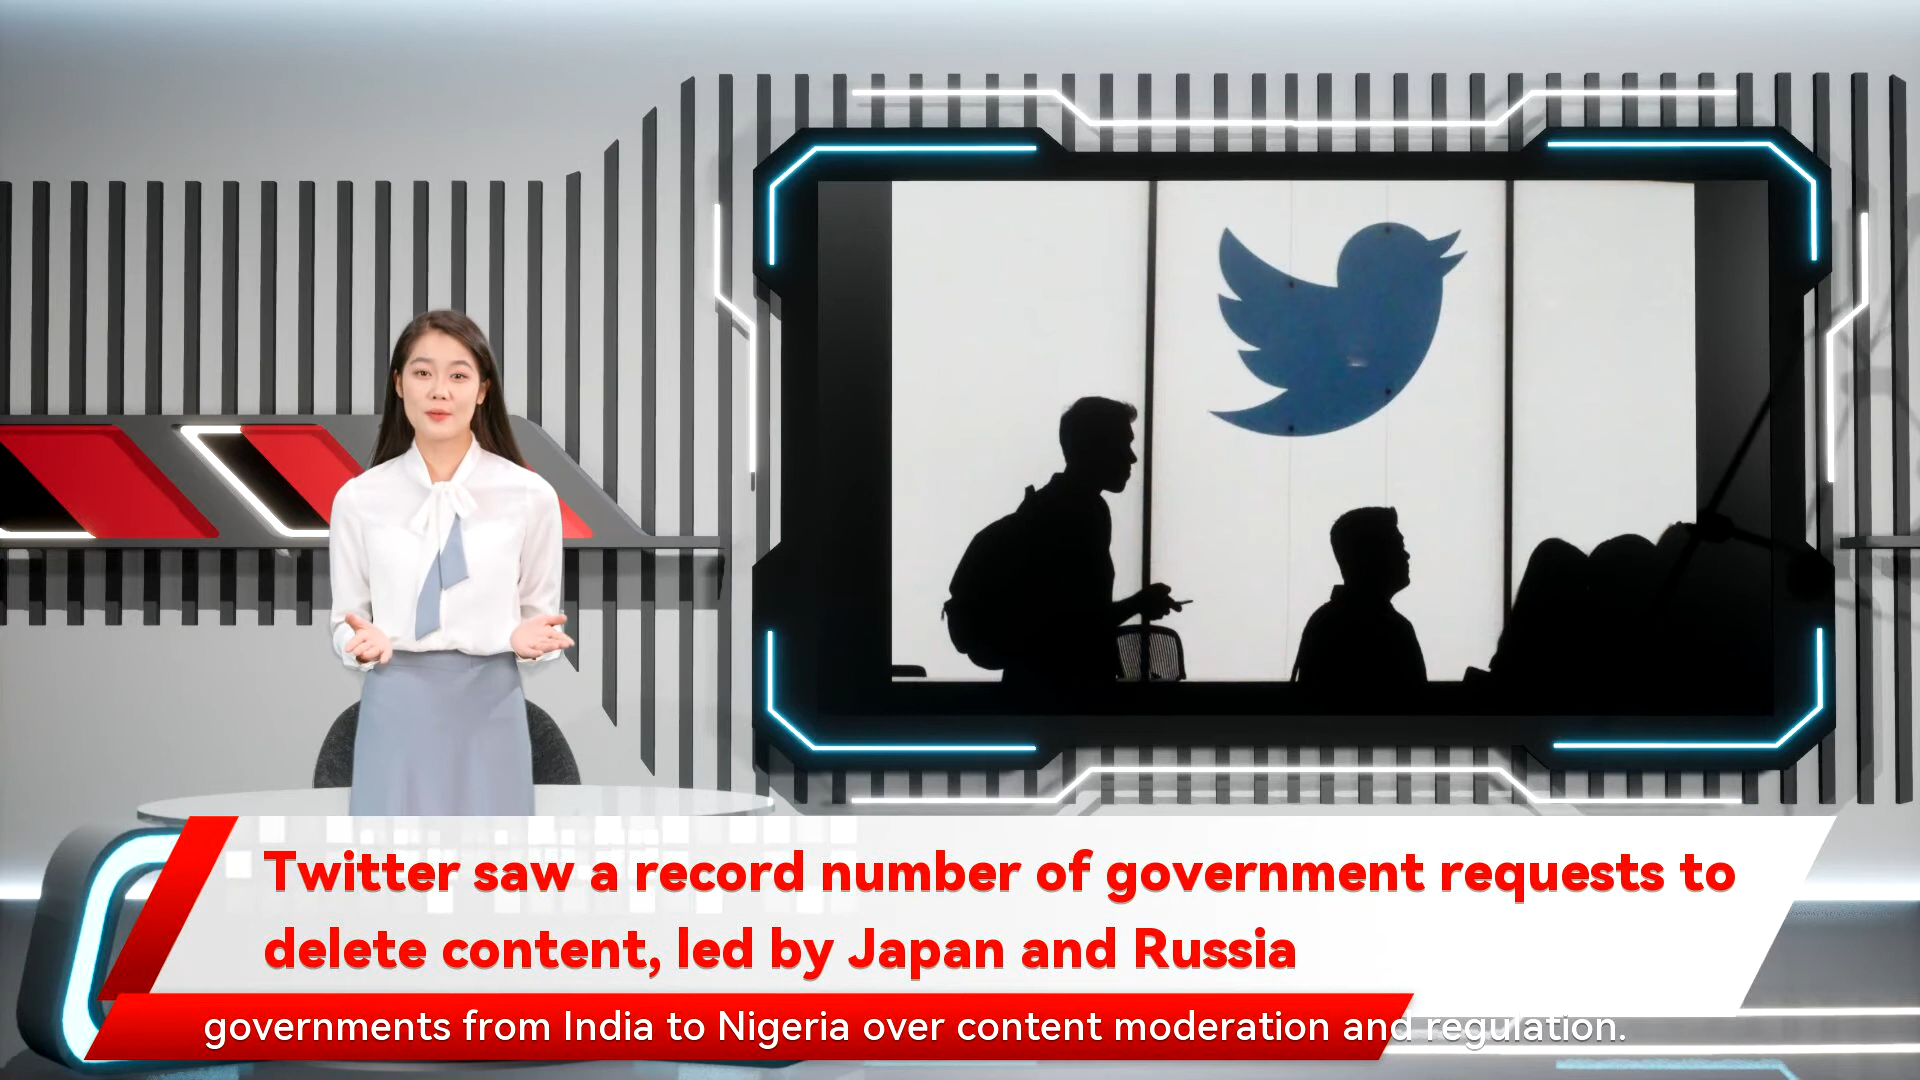 Twitter saw a record number of government requests to
delete content, led by Japan and Russia
governments from India to Nigeria over content moderation and regulation.